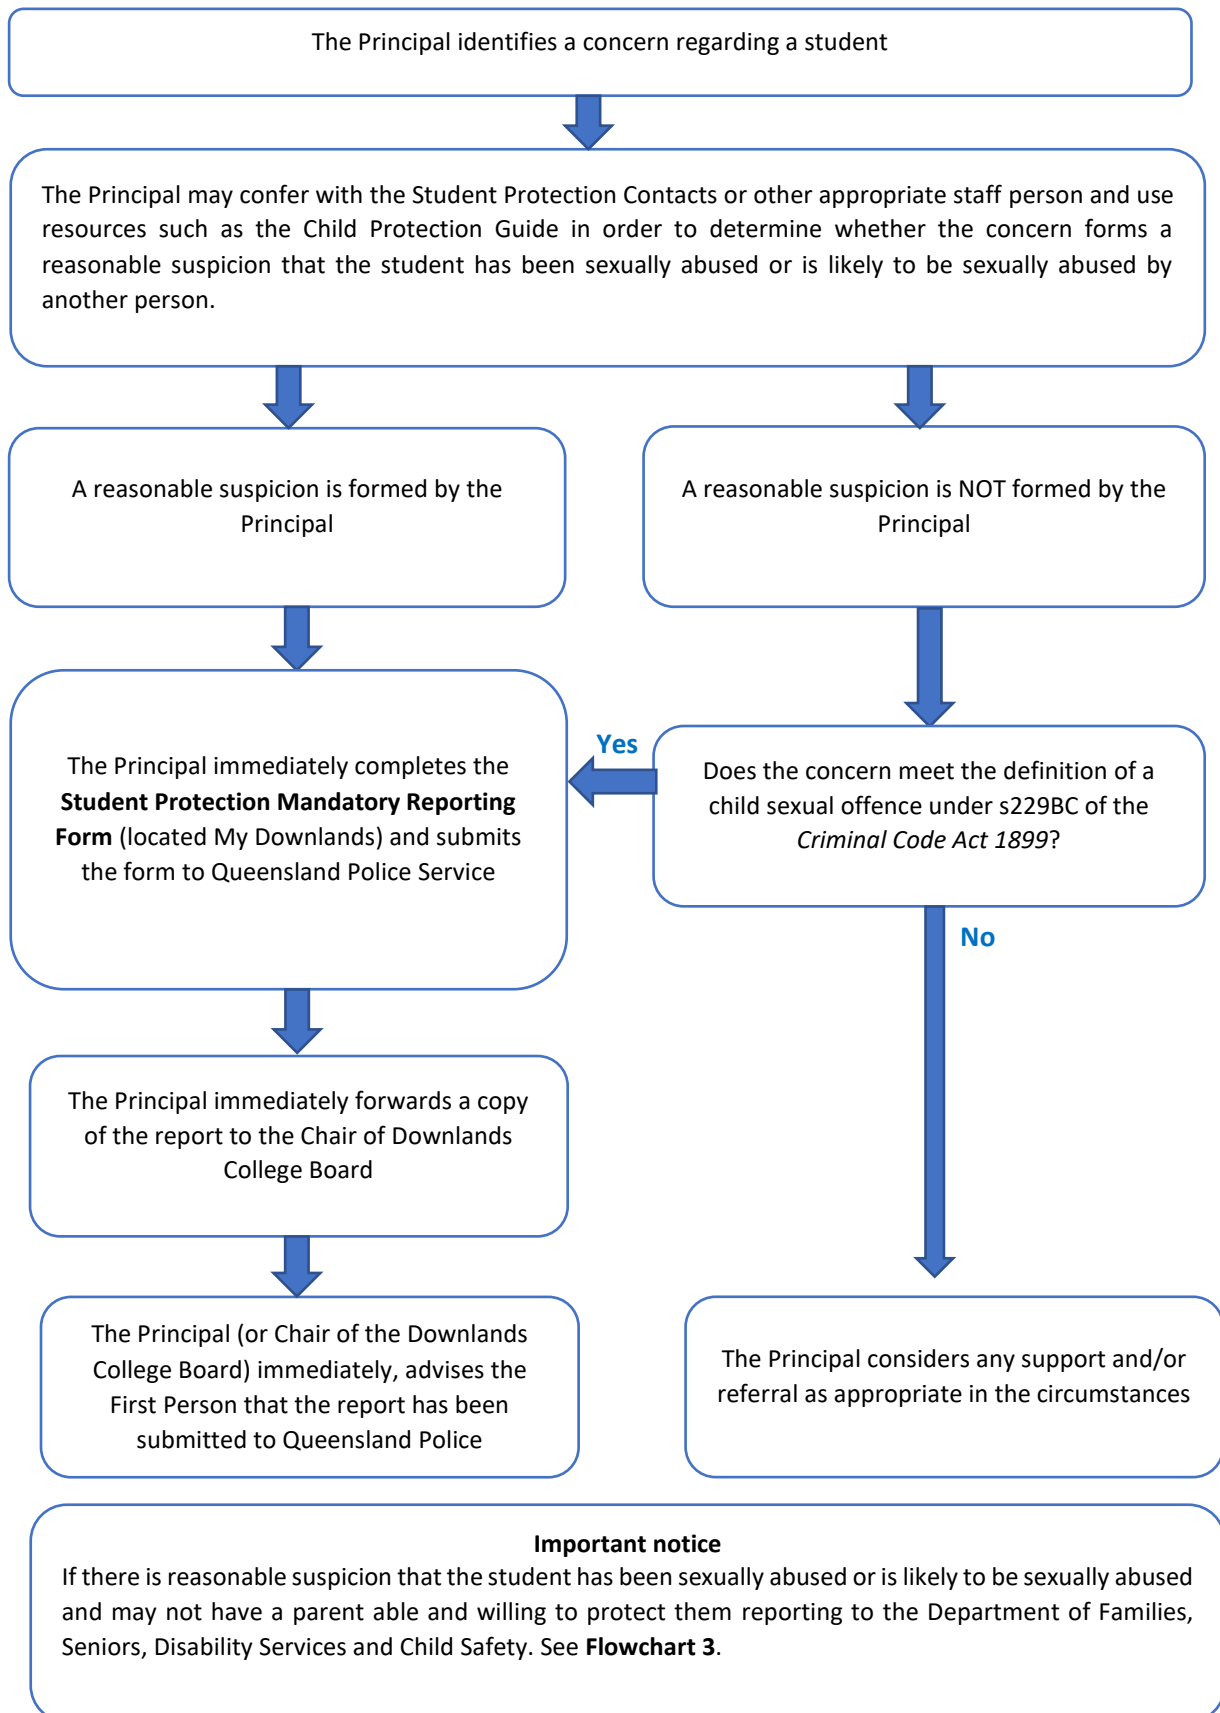 The Principal identifies a concern regarding a student
The Principal may confer with the Student Protection Contacts or other appropriate staff person and use
resources such as the Child Protection Guide in order to determine whether the concern forms a
reasonable suspicion that the student has been sexually abused or is likely to be sexually abused by
another person.
A reasonable suspicion is formed by the
Principal
A reasonable suspicion is NOT formed by the
Principal
The Principal immediately completes the
Student Protection Mandatory Reporting
Form (located My Downlands) and submits
the form to Queensland Police Service
Yes
Does the concern meet the definition of a
child sexual offence under s229BC of the
Criminal Code Act 1899?
No
The Principal immediately forwards a copy
of the report to the Chair of Downlands
College Board
The Principal (or Chair of the Downlands
College Board) immediately, advises the
First Person that the report has been
submitted to Queensland Police
The Principal considers any support and/or
referral as appropriate in the circumstances
Important notice
If there is reasonable suspicion that the student has been sexually abused or is likely to be sexually abused
and may not have a parent able and willing to protect them reporting to the Department of Families,
Seniors, Disability Services and Child Safety. See Flowchart 3.